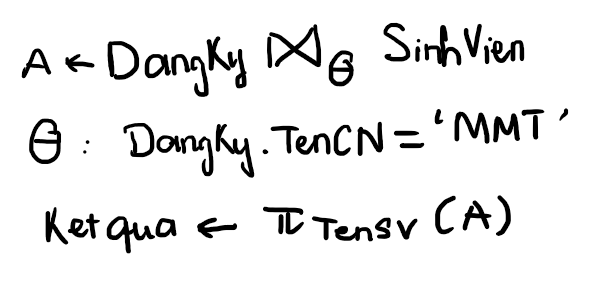 A ← DangKy ⋈θ SinhVien
θ : DangKy.TenCN = 'MMT'
Ketqua ← π TenSV (A)